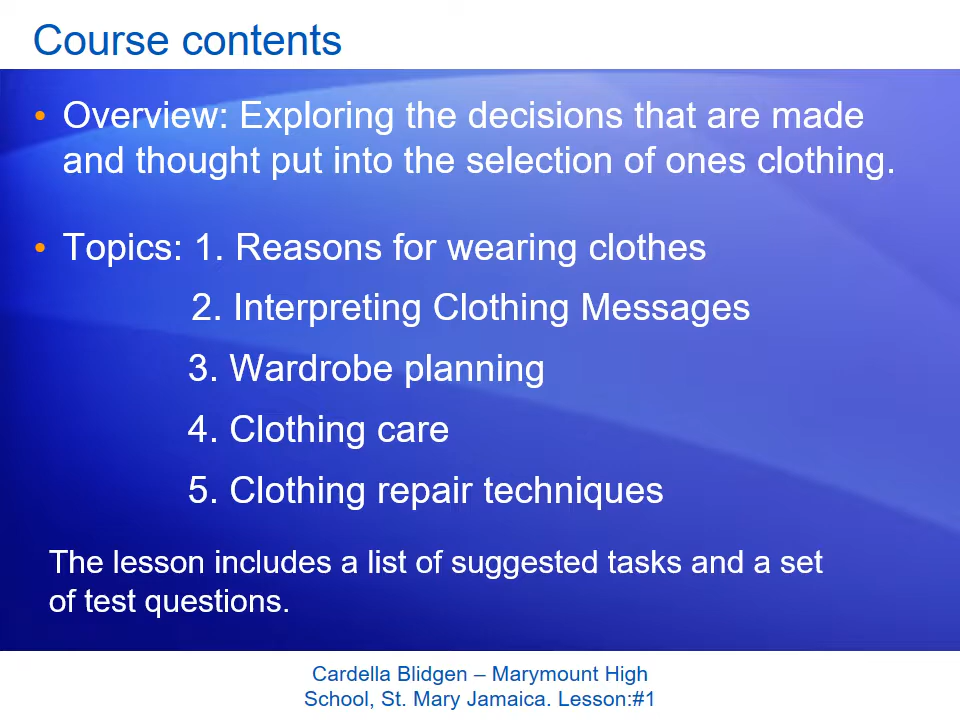 Course contents
• Overview: Exploring the decisions that are made
and thought put into the selection of ones clothing.
• Topics: 1. Reasons for wearing clothes
2. Interpreting Clothing Messages
3. Wardrobe planning
4. Clothing care
5. Clothing repair techniques
The lesson includes a list of suggested tasks and a set
of test questions.
Cardella Blidgen – Marymount High
School, St. Mary Jamaica. Lesson:#1